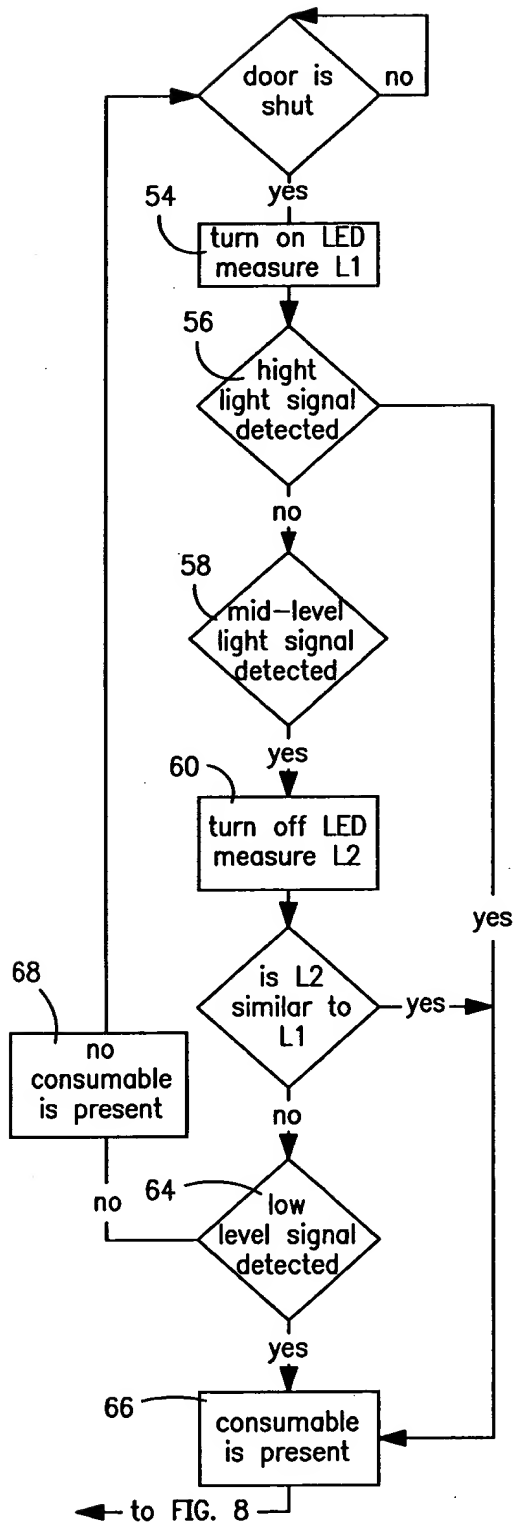 door is
shut
no
yes
54
turn on LED
measure L1
56
hight
light signal
detected
no
58
mid-level
light signal
detected
yes
60
turn off LED
measure L2
yes
68
is L2
similar to
L1
yes
no
consumable
is present
no
no
64
low
level signal
detected
yes
66
consumable
is present
to FIG. 8